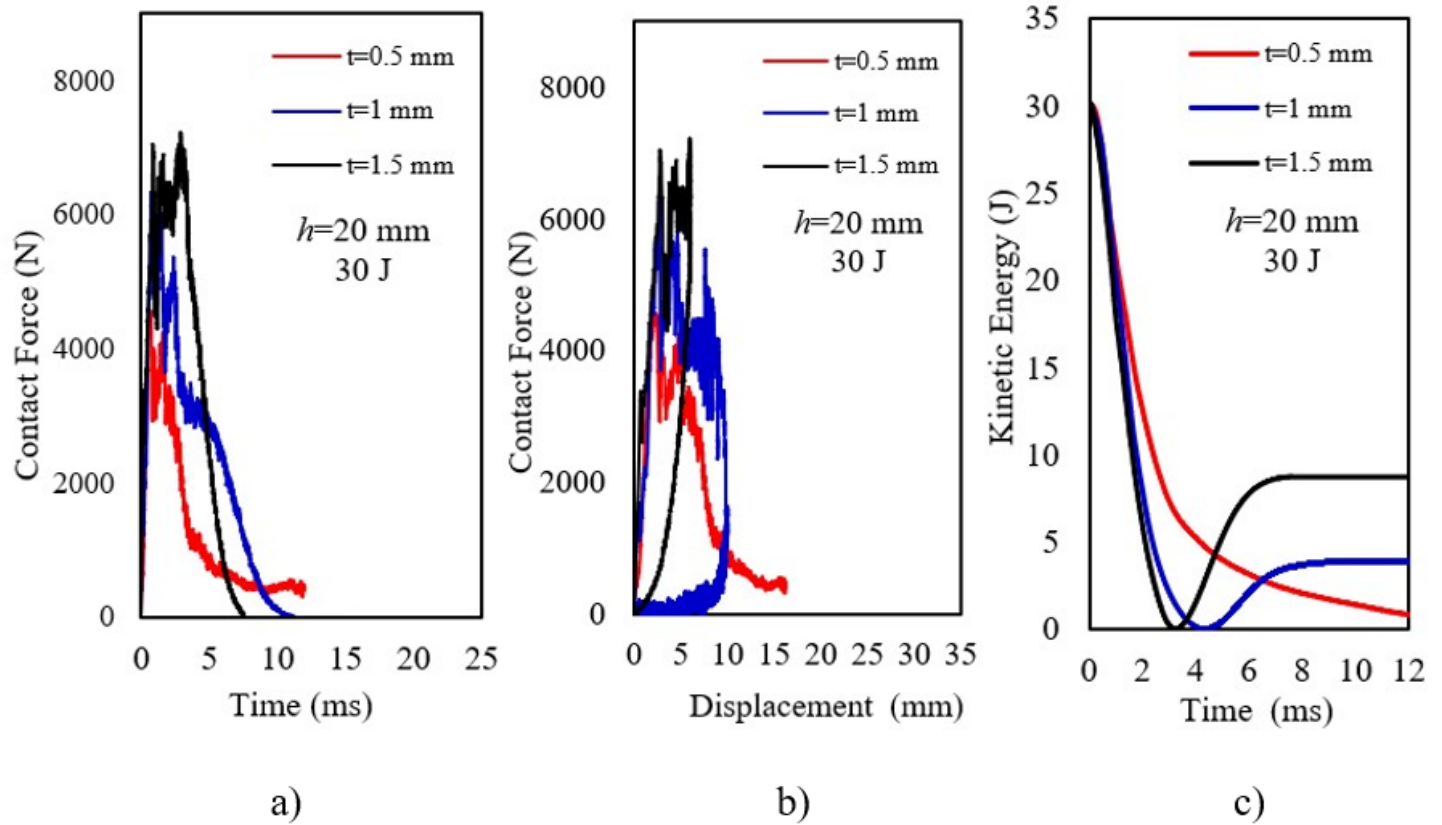 t=0.5 mm
t=1 mm
t=1.5 mm
h=20 mm
30 J
8000
6000
4000
2000
0
Contact Force (N)
0 5 10 15 20 25
Time (ms)
a)
t=0.5 mm
t=1 mm
t=1.5 mm
h=20 mm
30 J
8000
6000
4000
2000
0
Contact Force (N)
0 5 10 15 20 25 30 35
Displacement (mm)
b)
t=0.5 mm
t=1 mm
t=1.5 mm
h=20 mm
30 J
35
30
25
20
15
10
5
0
Kinetic Energy (J)
0 2 4 6 8 10 12
Time (ms)
c)